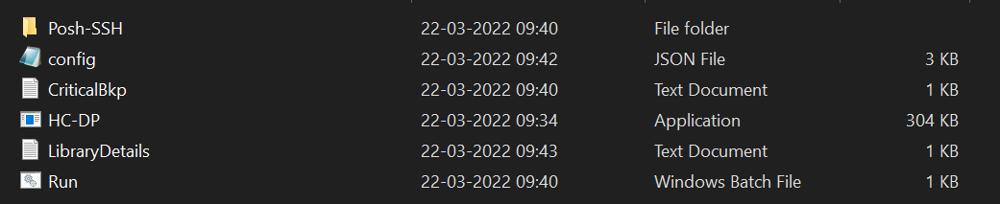 Posh-SSH 22-03-2022 09:40 File folder
config 22-03-2022 09:42 JSON File 3 KB
CriticalBkp 22-03-2022 09:40 Text Document 1 KB
HC-DP 22-03-2022 09:34 Application 304 KB
LibraryDetails 22-03-2022 09:43 Text Document 1 KB
Run 22-03-2022 09:40 Windows Batch File 1 KB